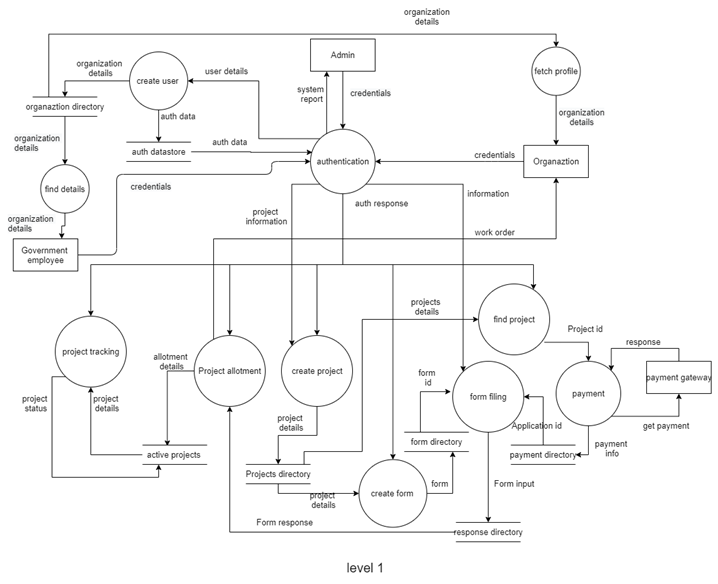 organization
details
Admin
organization
details
user details
create user
fetch profile
system
report
credentials
organaztion directory
auth data
organization
details
auth data
organization
details
auth datastore
authentication
credentials
Organaztion
credentials
find details
information
auth response
organization
details
project
information
work order
Government
employee
projects
details
find project
Project id
response
project tracking
allotment
details
Project allotment
create project
form
id
form filing
payment
payment gateway
project
status
project
details
project
details
Application id
get payment
form directory
payment
info
active projects
payment directory
Projects directory
form
Form input
project
details
create form
Form response
response directory
level 1